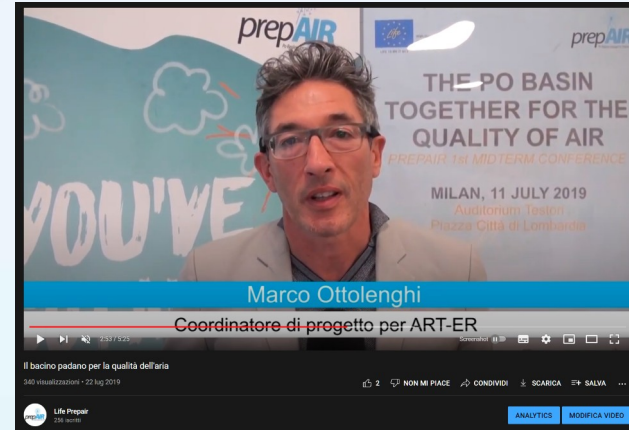 prepAIR
prepAIR
THE PO BASIN
TOGETHER FOR THE
QUALITY OF AIR
PREPAIR 1st MIDTERM CONFERENCE
MILAN, 11 JULY 2019
Auditorium Testori
Piazza Città di Lombardia
YOU'VE
Marco Ottolenghi
Coordinatore di progetto per ART-ER
2:53 / 5:25
Screenshot
Il bacino padano per la qualità dell'aria
340 visualizzazioni • 22 lug 2019
2 NON MI PIACE CONDIVIDI SCARICA SALVA ...
prepAIR
Life Prepair
236 iscritti
ANALYTICS MODIFICA VIDEO